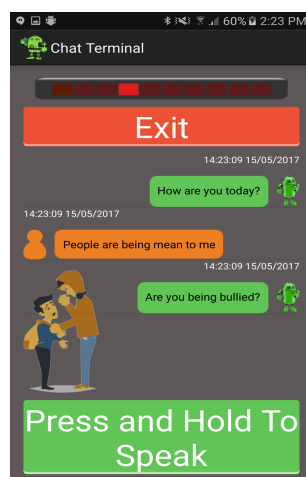 60% 2:23 PM
Chat Terminal
Exit
14:23:09 15/05/2017
How are you today?
14:23:09 15/05/2017
People are being mean to me
14:23:09 15/05/2017
Are you being bullied?
Press and Hold To
Speak